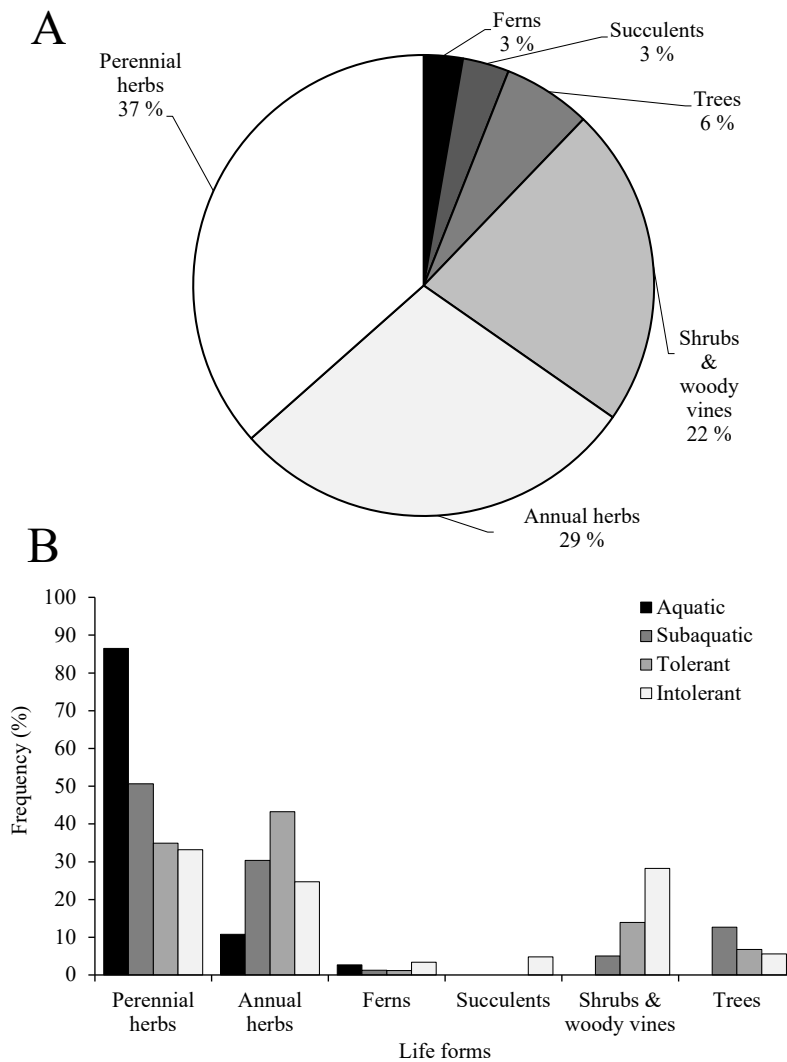 A
Ferns
3 %
Succulents
3 %
Trees
6 %
Perennial
herbs
37 %
Shrubs
&
woody
vines
22 %
Annual herbs
29 %
B
100
90
80
70
60
50
40
30
20
10
0
Frequency (%)
Aquatic
Subaquatic
Tolerant
Intolerant
Perennial
herbs
Annual
herbs
Ferns
Succulents
Shrubs &
woody vines
Trees
Life forms